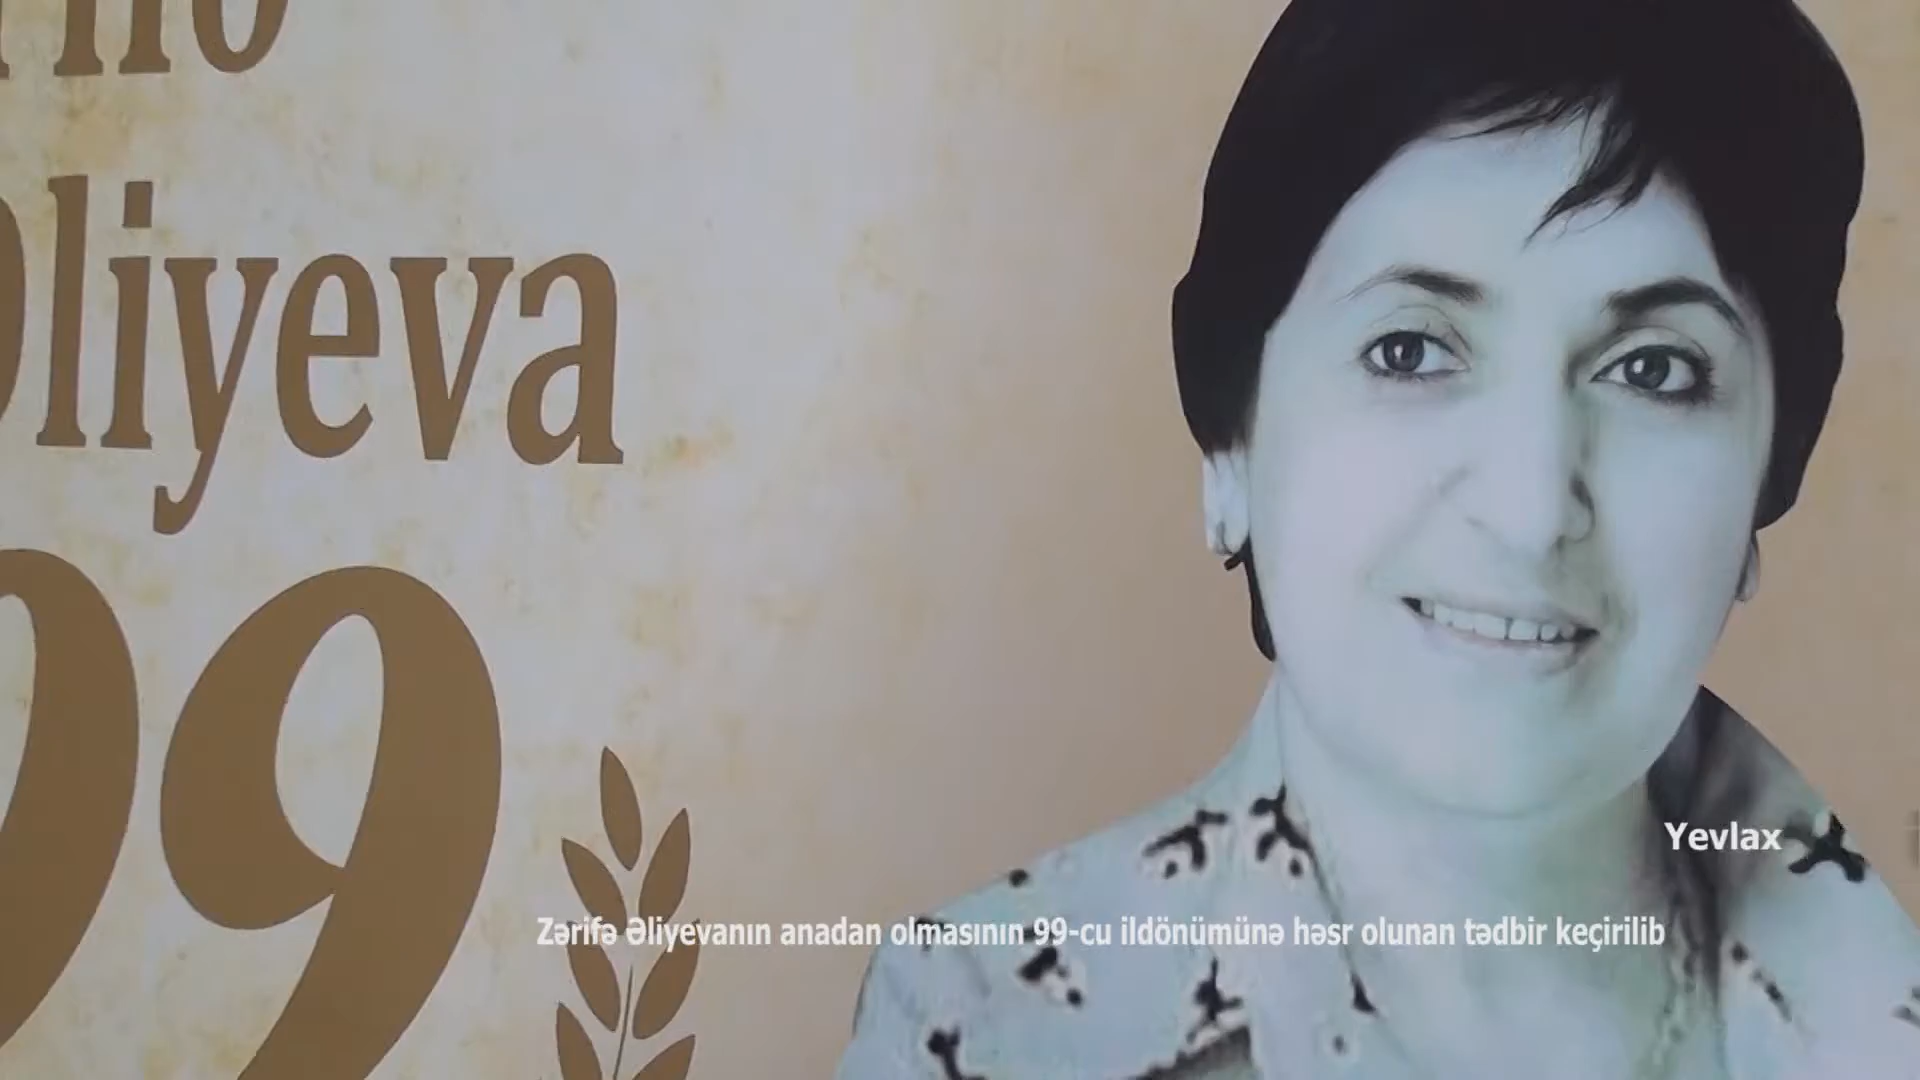 Əliyeva
99
Yevlax
Zərifə Əliyevanın anadan olmasının 99-cu ildönümünə həsr olunan tədbir keçirilib